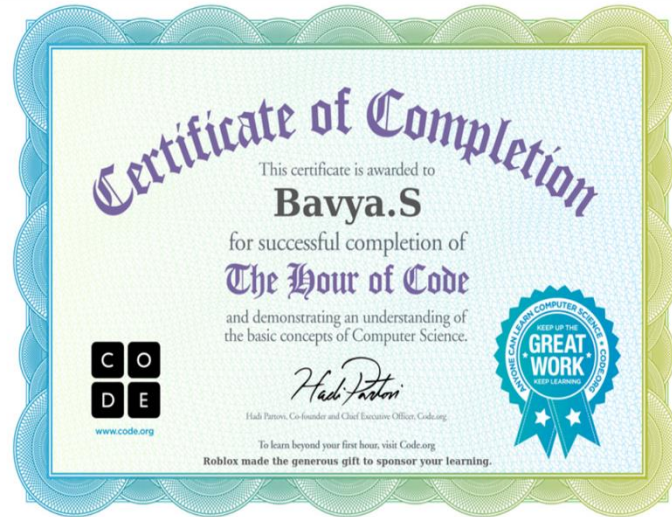 Certificate of Completion
This certificate is awarded to
Bavya.S
for successful completion of
The Hour of Code
and demonstrating an understanding of
the basic concepts of Computer Science.
C O
D E
www.code.org
Hadi Partovi
Hadi Partovi, Co-founder and Chief Executive Officer, Code.org
ANYONE CAN LEARN COMPUTER SCIENCE • CODE.ORG
KEEP UP THE
GREAT
WORK
KEEP LEARNING
To learn beyond your first hour, visit Code.org
Roblox made the generous gift to sponsor your learning.